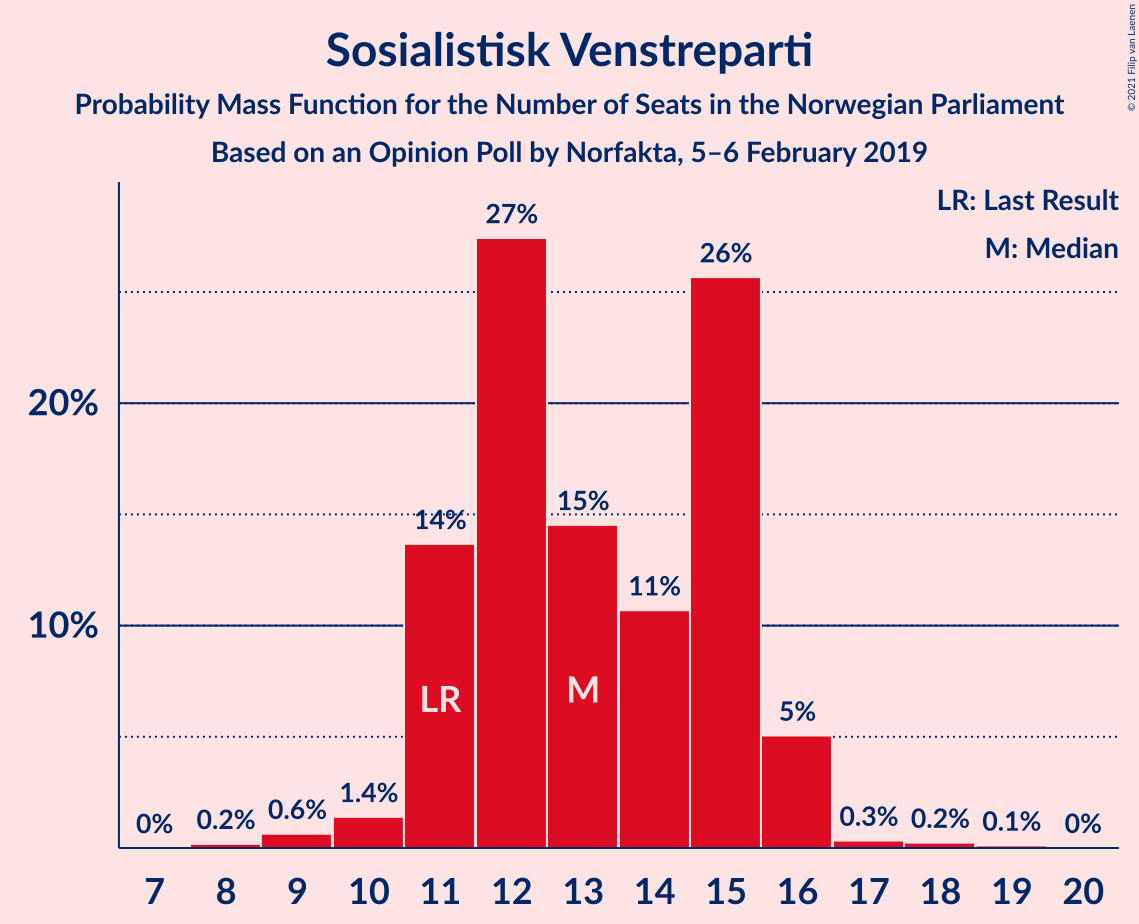 © 2021 Filip van Laenen
Sosialistisk Venstreparti
Probability Mass Function for the Number of Seats in the Norwegian Parliament
Based on an Opinion Poll by Norfakta, 5–6 February 2019
LR: Last Result
M: Median
27%
26%
20%
15%
14%
11%
10%
LR
M
5%
0%
0.2%
0.6%
1.4%
0.3%
0.2%
0.1%
0%
7 8 9 10 11 12 13 14 15 16 17 18 19 20